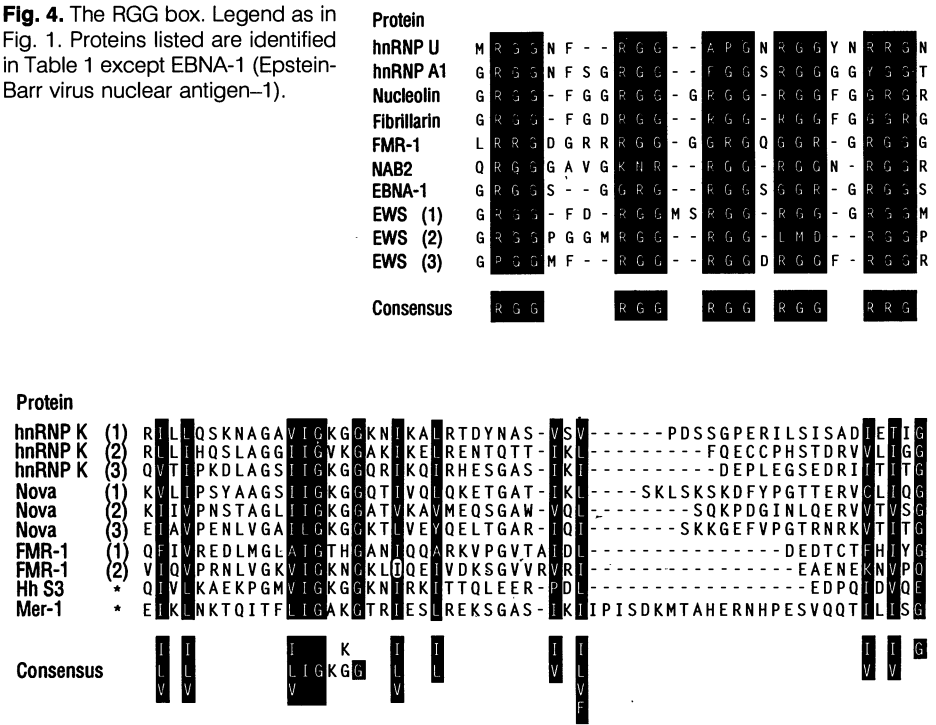 Fig. 4. The RGG box. Legend as in
Fig. 1. Proteins listed are identified
in Table 1 except EBNA-1 (Epstein-
Barr virus nuclear antigen–1).
Protein
hnRNP U M R G G N F - - R G G - - A P G N R G G Y N R R G N
hnRNP A1 G R G G N F S G R G G - - F G G S R G G G G Y G G T
Nucleolin G R G G - F G G R G G - G R G G - R G G F G G R G R
Fibrillarin G R G G - F G D R G G - - R G G - R G G F G G G R G
FMR-1 L R R G D G R R R G G - G G R G Q G G R - G R G G G
NAB2 Q R G G G A V G K N R - - R G G - R G G N - R G G R
EBNA-1 G R G G S - - G G R G - - R G G S G G R - G R G G S
EWS (1) G R G G - F D - R G G M S R G G - R G G - G R G G M
EWS (2) G R G G P G G M R G G - - R G G - L M D - - R G G P
EWS (3) G P G G M F - - R G G - - R G G D R G G F - R G G R
Consensus R G G R G G R G G R G G R R G
Protein
hnRNP K (1) R I L L Q S K N A G A V I G K G G K N I K A L R T D Y N A S - V S V - - - - - - P D S S G P E R I L S I S A D I E T I G
hnRNP K (2) R L L I H Q S L A G G I I G V K G A K I K E L R E N T Q T T - I K L - - - - - - - - - F Q E C C P H S T D R V V L I G G
hnRNP K (3) Q V T I P K D L A G S I I G K G G Q R I K Q I R H E S G A S - I K I - - - - - - - - - - D E P L E G S E D R I I T I T G
Nova (1) K V L I P S Y A A G S I I G K G G Q T I V Q L Q K E T G A T - I K L - - - - S K L S K S K D F Y P G T T E R V C L I Q G
Nova (2) K I I V P N S T A G L I I G K G G A T V K A V M E Q S G A W - V Q L - - - - - - S Q K P D G I N L Q E R V V T V S G
Nova (3) E I A V P E N L V G A I L G K G G K T L V E Y Q E L T G A R - I Q I - - - - - - - S K K G E F V P G T R N R K V T I T G
FMR-1 (1) Q F I V R E D L M G L A I G T H G A N I Q Q A R K V P G V T A I D L - - - - - - - - - - - - - - - D E D T C T F H I Y G
FMR-1 (2) V I Q V P R N L V G K V I G K N G K L I Q E I V D K S G V V R V R I - - - - - - - - - - - - - - - - E A E N E K N V P Q
Hh S3 * Q I V L K A E K P G M V I G K G G K N I R K I T T Q L E E R - P D L - - - - - - - - - - - - - - - - - E D P Q I D V Q E
Mer-1 * E I K L N K T Q I T F L I G A K G T R I E S L R E K S G A S - I K I I P I S D K M T A H E R N H P E S V Q Q T I L I S G
I I I K I I I I I I G
Consensus L L L I G K G G L L V L V V
V V V V V
F